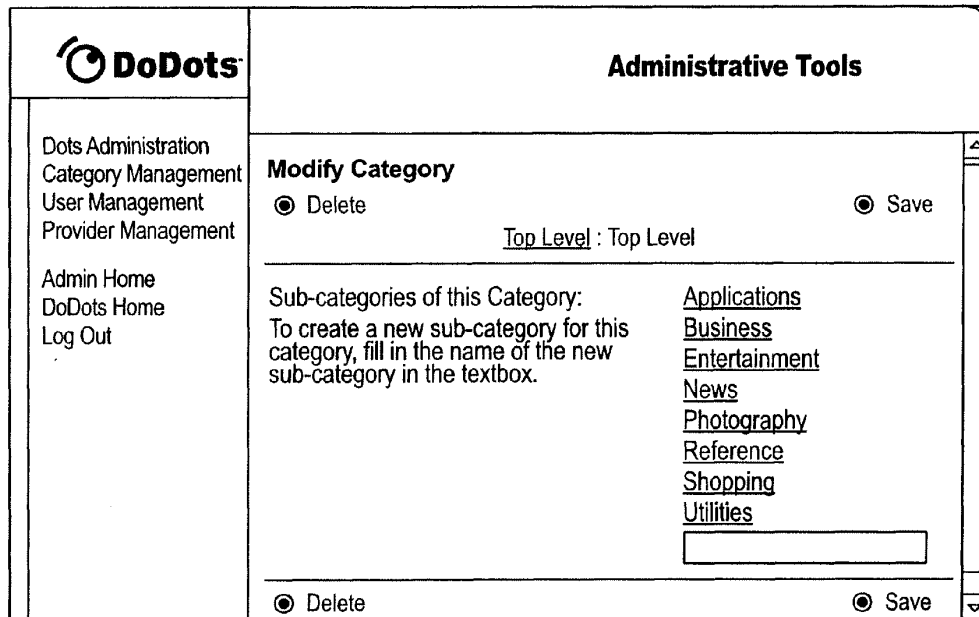 DoDots
Administrative Tools
Dots Administration
Category Management
User Management
Provider Management
Admin Home
DoDots Home
Log Out
Modify Category
Delete
Save
Top Level : Top Level
Sub-categories of this Category:
To create a new sub-category for this
category, fill in the name of the new
sub-category in the textbox.
Applications
Business
Entertainment
News
Photography
Reference
Shopping
Utilities
Delete
Save